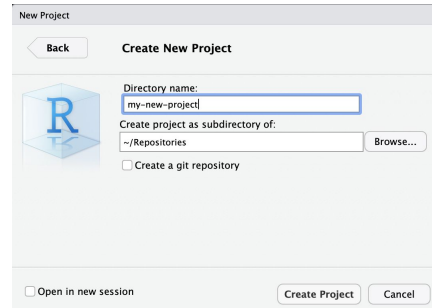 New Project
Back
Create New Project
Directory name:
my-new-project
Create project as subdirectory of:
~/Repositories
Browse...
Create a git repository
R
Open in new session
Create Project
Cancel